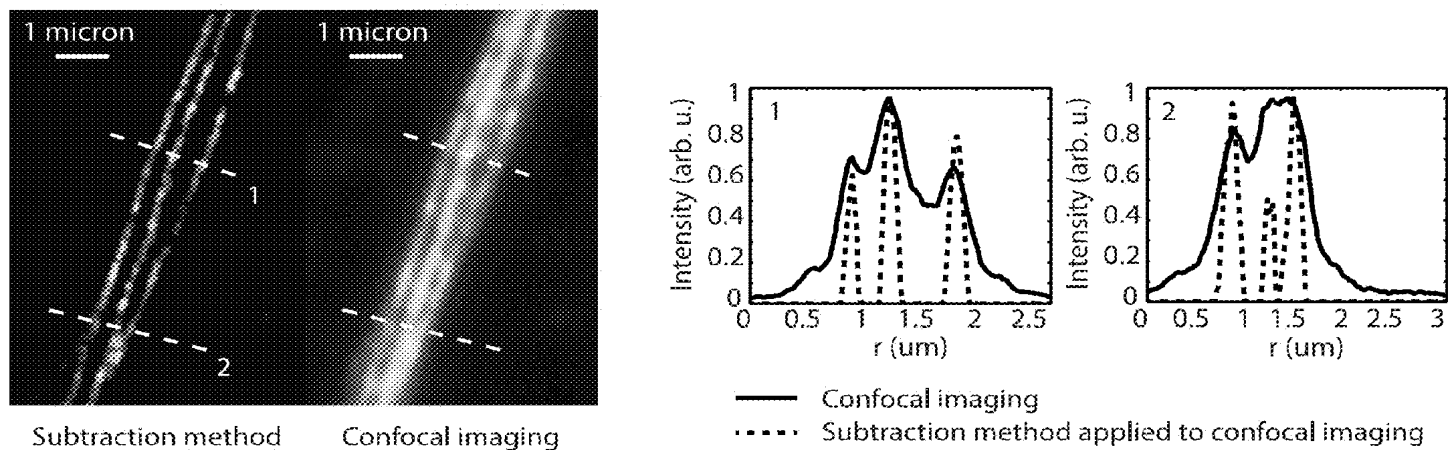 1 micron
1 micron
1
2
Subtraction method
Confocal imaging
Intensity (arb. u.)
1
0.8
0.6
0.4
0.2
0
1
0 0.5 1 1.5 2 2.5
r (um)
Intensity (arb. u.)
1
0.8
0.6
0.4
0.2
0
2
0 0.5 1 1.5 2 2.5 3
r (um)
Confocal imaging
Subtraction method applied to confocal imaging